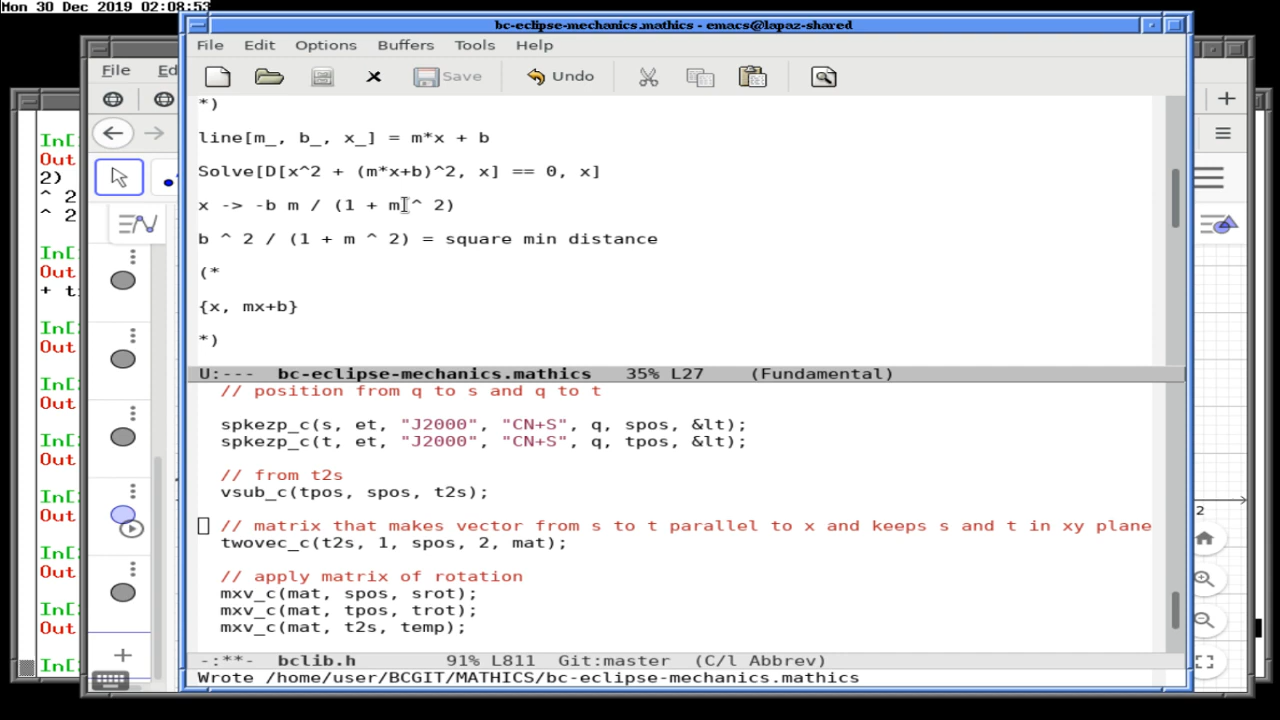 Mon 30 Dec 2019 02:08:53
bc-eclipse-mechanics.mathics - emacs@lapaz-shared
File Edit Options Buffers Tools Help
Save Undo
*)
line[m_, b_, x_] = m*x + b
Solve[D[x^2 + (m*x+b)^2, x] == 0, x]
x -> -b m / (1 + m ^ 2)
b ^ 2 / (1 + m ^ 2) = square min distance
(*
{x, mx+b}
*)
U:--- bc-eclipse-mechanics.mathics 35% L27 (Fundamental)
// position from q to s and q to t
spkezp_c(s, et, "J2000", "CN+S", q, spos, &lt);
spkezp_c(t, et, "J2000", "CN+S", q, tpos, &lt);
// from t2s
vsub_c(tpos, spos, t2s);
// matrix that makes vector from s to t parallel to x and keeps s and t in xy plane
twovec_c(t2s, 1, spos, 2, mat);
// apply matrix of rotation
mxv_c(mat, spos, srot);
mxv_c(mat, tpos, trot);
mxv_c(mat, t2s, temp);
-:**- bclib.h 91% L811 Git:master (C/l Abbrev)
Wrote /home/user/BCGIT/MATHICS/bc-eclipse-mechanics.mathics
File Ed
In[
Out
2)
^ 2
^ 2
In[
Out
+ t
In[
Out
In[
Out
In[
Out
In[
Out
In[
Out
In[
2